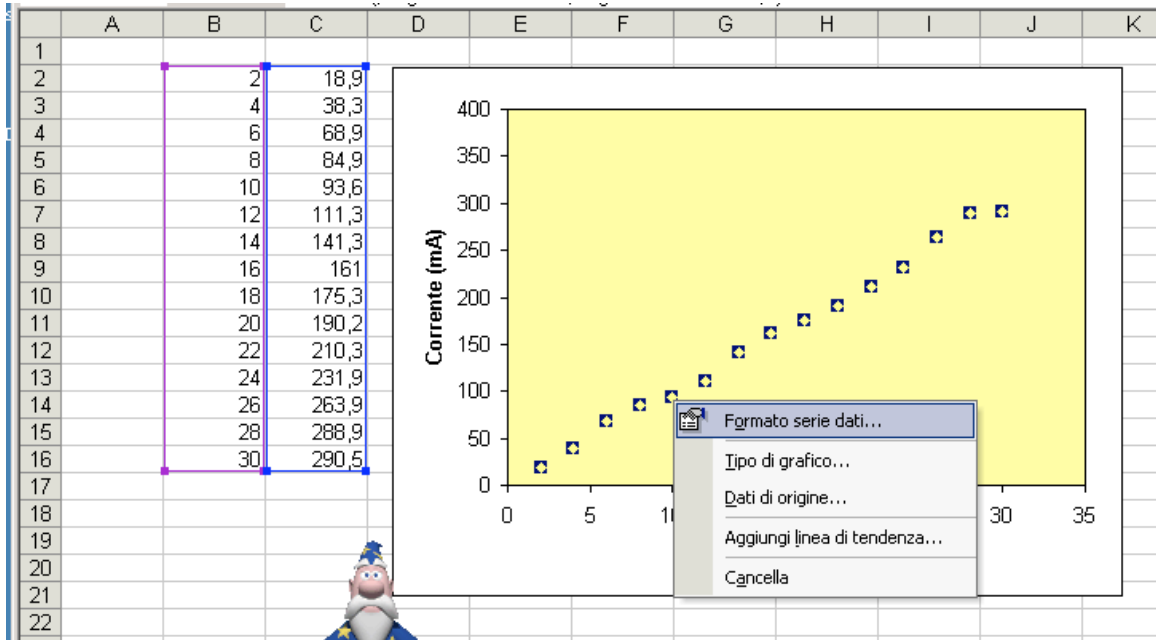 A B C D E F G H I J K
1
2 2 18,9
3 4 38,3
4 6 68,9
5 8 84,9
6 10 93,6
7 12 111,3
8 14 141,3
9 16 161
10 18 175,3
11 20 190,2
12 22 210,3
13 24 231,9
14 26 263,9
15 28 288,9
16 30 290,5
17
18
19
20
21
22
400
350
300
250
200
150
100
50
0
Corrente (mA)
0 5 30 35
Formato serie dati...
Tipo di grafico...
Dati di origine...
Aggiungi linea di tendenza...
Cancella